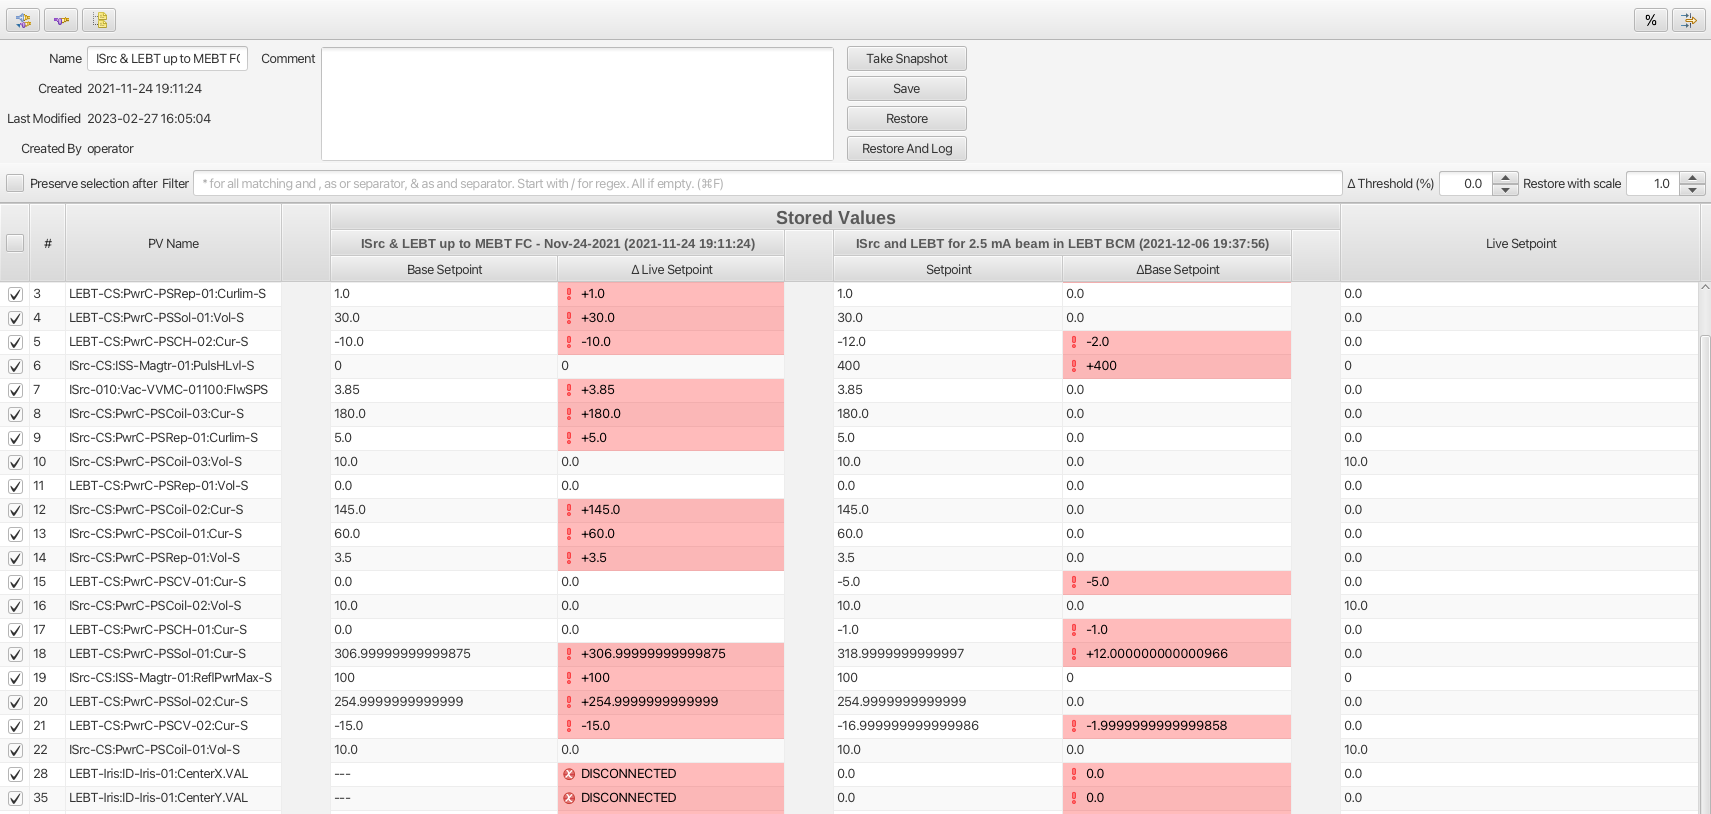 %
Name ISrc & LEBT up to MEBT FC Comment Take Snapshot
Created 2021-11-24 19:11:24 Save
Last Modified 2023-02-27 16:05:04 Restore
Created By operator Restore And Log
Preserve selection after Filter * for all matching and , as or separator, & as and separator. Start with / for regex. All if empty. (⌘F) Δ Threshold (%) 0.0 Restore with scale 1.0
Stored Values
# PV Name ISrc & LEBT up to MEBT FC - Nov-24-2021 (2021-11-24 19:11:24) ISrc and LEBT for 2.5 mA beam in LEBT BCM (2021-12-06 19:37:56) Live Setpoint
Base Setpoint Δ Live Setpoint Setpoint ΔBase Setpoint
3 LEBT-CS:PwrC-PSRep-01:Curlim-S 1.0 +1.0 1.0 0.0 0.0
4 LEBT-CS:PwrC-PSSol-01:Vol-S 30.0 +30.0 30.0 0.0 0.0
5 LEBT-CS:PwrC-PSCH-02:Cur-S -10.0 -10.0 -12.0 -2.0 0.0
6 ISrc-CS:ISS-Magtr-01:PulsHLvl-S 0 0 400 +400 0
7 ISrc-010:Vac-VVMC-01100:FlwSPS 3.85 +3.85 3.85 0.0 0.0
8 ISrc-CS:PwrC-PSCoil-03:Cur-S 180.0 +180.0 180.0 0.0 0.0
9 ISrc-CS:PwrC-PSRep-01:Curlim-S 5.0 +5.0 5.0 0.0 0.0
10 ISrc-CS:PwrC-PSCoil-03:Vol-S 10.0 0.0 10.0 0.0 10.0
11 LEBT-CS:PwrC-PSRep-01:Vol-S 0.0 0.0 0.0 0.0 0.0
12 ISrc-CS:PwrC-PSCoil-02:Cur-S 145.0 +145.0 145.0 0.0 0.0
13 ISrc-CS:PwrC-PSCoil-01:Cur-S 60.0 +60.0 60.0 0.0 0.0
14 ISrc-CS:PwrC-PSRep-01:Vol-S 3.5 +3.5 3.5 0.0 0.0
15 LEBT-CS:PwrC-PSCV-01:Cur-S 0.0 0.0 -5.0 -5.0 0.0
16 ISrc-CS:PwrC-PSCoil-02:Vol-S 10.0 0.0 10.0 0.0 10.0
17 LEBT-CS:PwrC-PSCH-01:Cur-S 0.0 0.0 -1.0 -1.0 0.0
18 LEBT-CS:PwrC-PSSol-01:Cur-S 306.99999999999875 +306.99999999999875 318.9999999999997 +12.000000000000966 0.0
19 ISrc-CS:ISS-Magtr-01:ReflPwrMax-S 100 +100 100 0 0
20 LEBT-CS:PwrC-PSSol-02:Cur-S 254.9999999999999 +254.9999999999999 254.9999999999999 0.0 0.0
21 LEBT-CS:PwrC-PSCV-02:Cur-S -15.0 -15.0 -16.999999999999986 -1.9999999999999858 0.0
22 ISrc-CS:PwrC-PSCoil-01:Vol-S 10.0 0.0 10.0 0.0 10.0
28 LEBT-Iris:ID-Iris-01:CenterX.VAL --- DISCONNECTED 0.0 0.0 0.0
35 LEBT-Iris:ID-Iris-01:CenterY.VAL --- DISCONNECTED 0.0 0.0 0.0